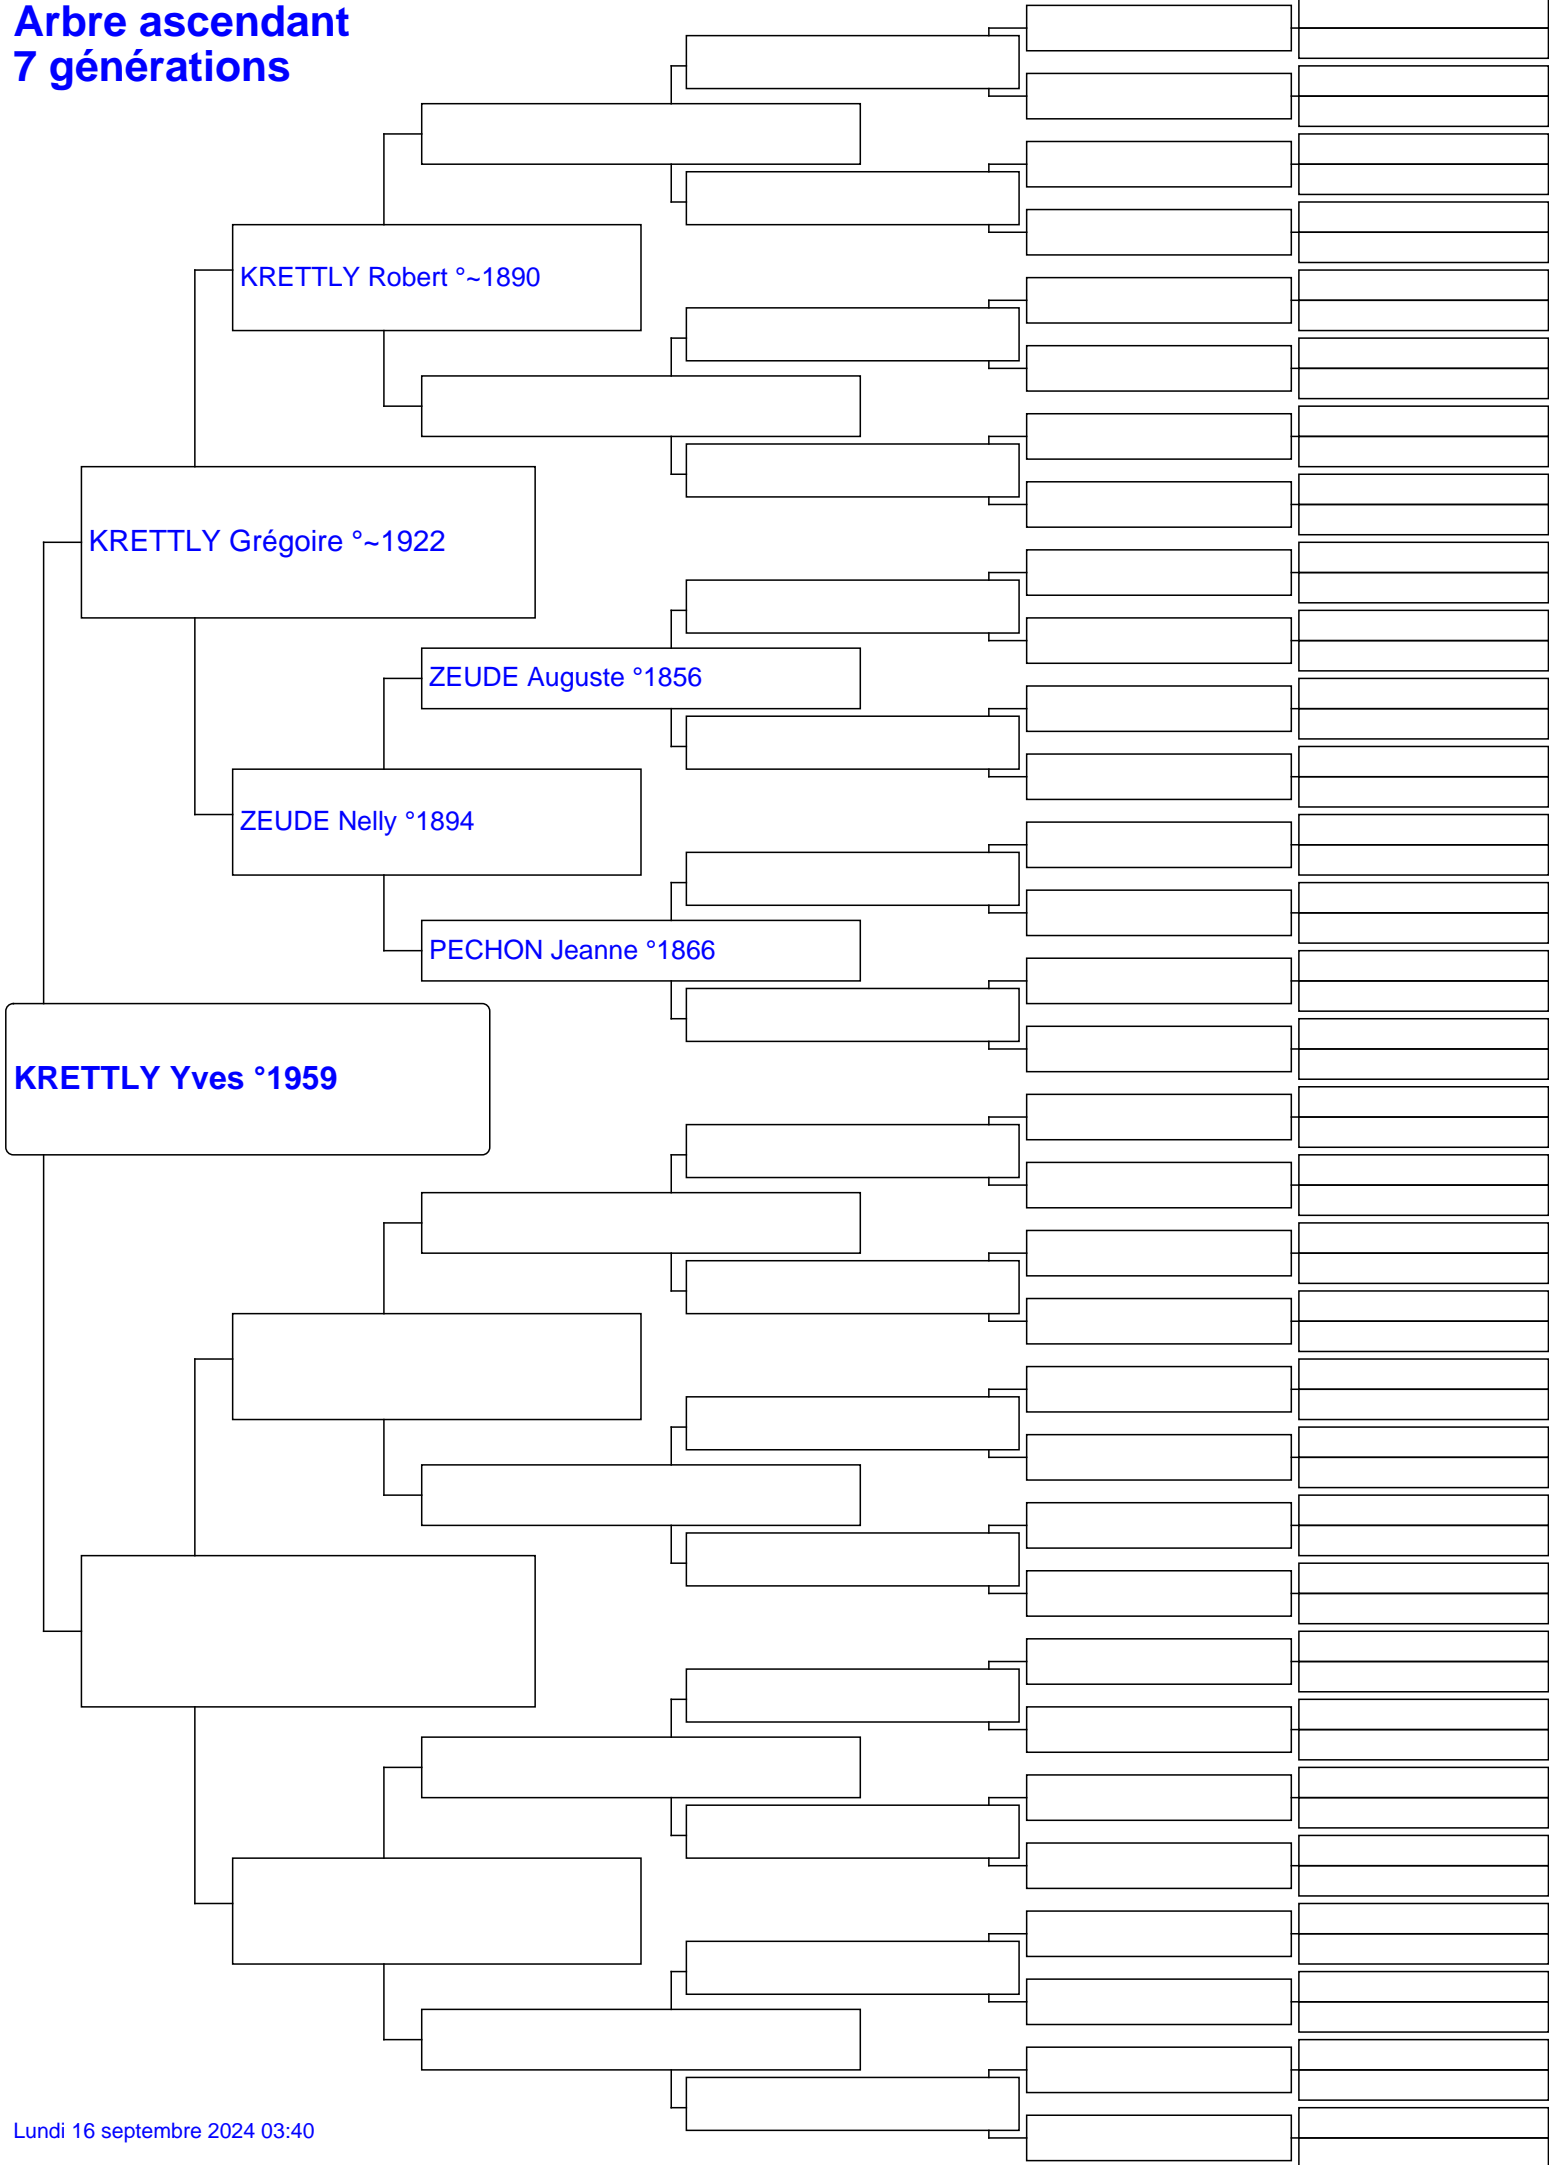 Arbre ascendant
7 générations
KRETTLY Robert °~1890
KRETTLY Grégoire °~1922
ZEUDE Auguste °1856
ZEUDE Nelly °1894
PECHON Jeanne °1866
KRETTLY Yves °1959
Lundi 16 septembre 2024 03:40